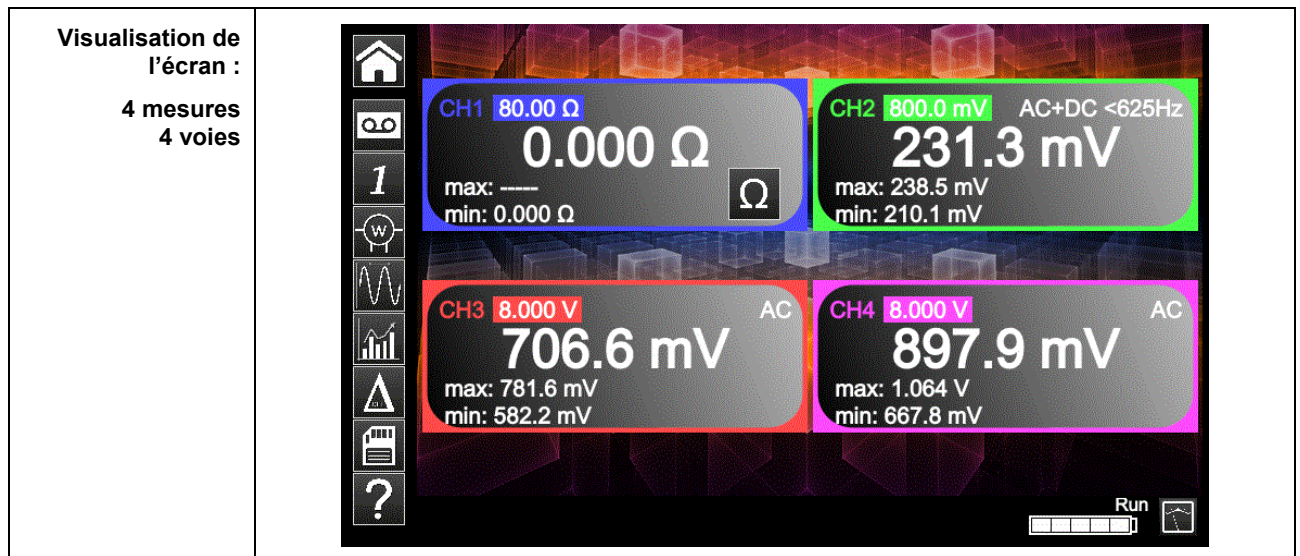 Visualisation de
l'écran :
4 mesures
4 voies
CH1 80.00 Ω
0.000 Ω
max: -----
min: 0.000 Ω
Ω
CH2 800.0 mV AC+DC <625Hz
231.3 mV
max: 238.5 mV
min: 210.1 mV
1
W
CH3 8.000 V AC
706.6 mV
max: 781.6 mV
min: 582.2 mV
CH4 8.000 V AC
897.9 mV
max: 1.064 V
min: 667.8 mV
?
Run